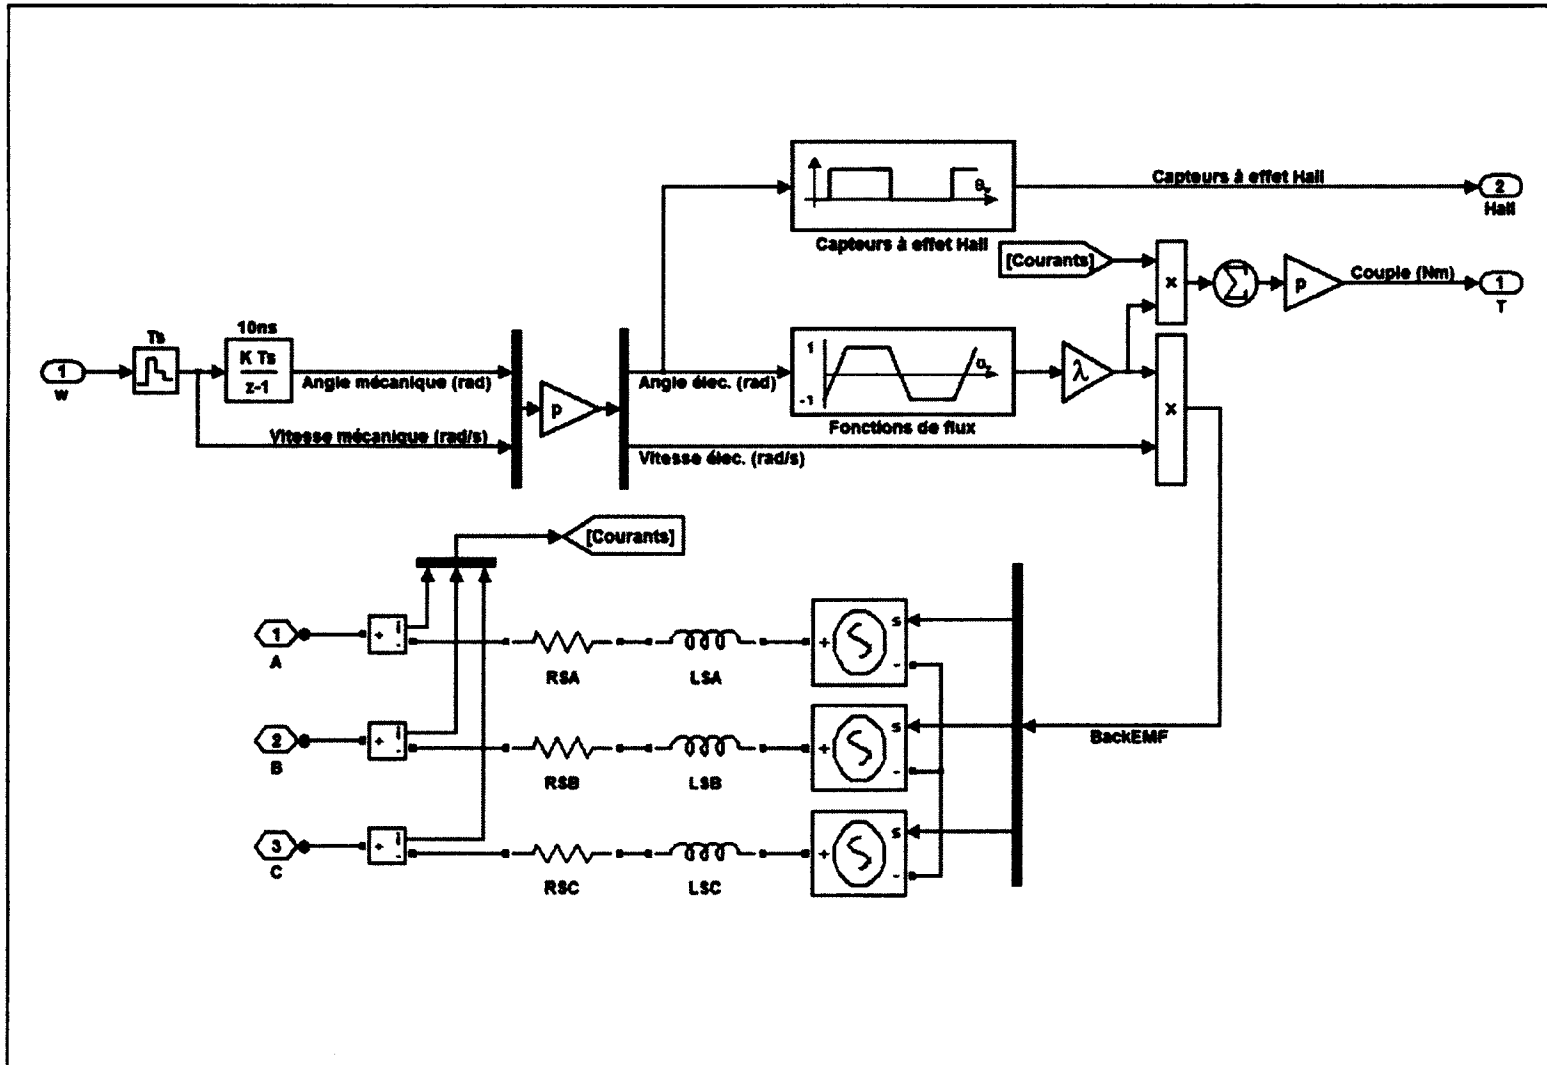 Capteurs à effet Hall
2
Hall
θr
Capteurs à effet Hall
[Courants]
x
Σ
p
Couple (Nm)
1
T
10ns
Ts
1
w
K Ts
z-1
Angle mécanique (rad)
Vitesse mécanique (rad/s)
p
Angle élec. (rad)
1
-1
Fonctions de flux
λ
x
Vitesse élec. (rad/s)
[Courants]
1
A
+
i
-
RSA
LSA
+
s
-
2
B
+
i
-
RSB
LSB
+
s
-
BackEMF
3
C
+
i
-
RSC
LSC
+
s
-